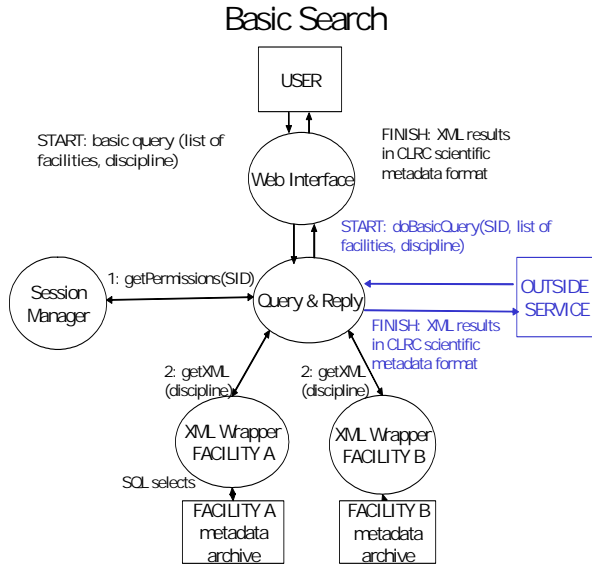 Basic Search
USER
START: basic query (list of
facilities, discipline)
FINISH: XML results
in CLRC scientific
metadata format
Web Interface
START: doBasicQuery(SID, list of
facilities, discipline)
1: getPermissions(SID)
Session
Manager
Query & Reply
OUTSIDE
SERVICE
FINISH: XML results
in CLRC scientific
metadata format
2: getXML
(discipline)
2: getXML
(discipline)
XML Wrapper
FACILITY A
XML Wrapper
FACILITY B
SQL selects
FACILITY A
metadata
archive
FACILITY B
metadata
archive